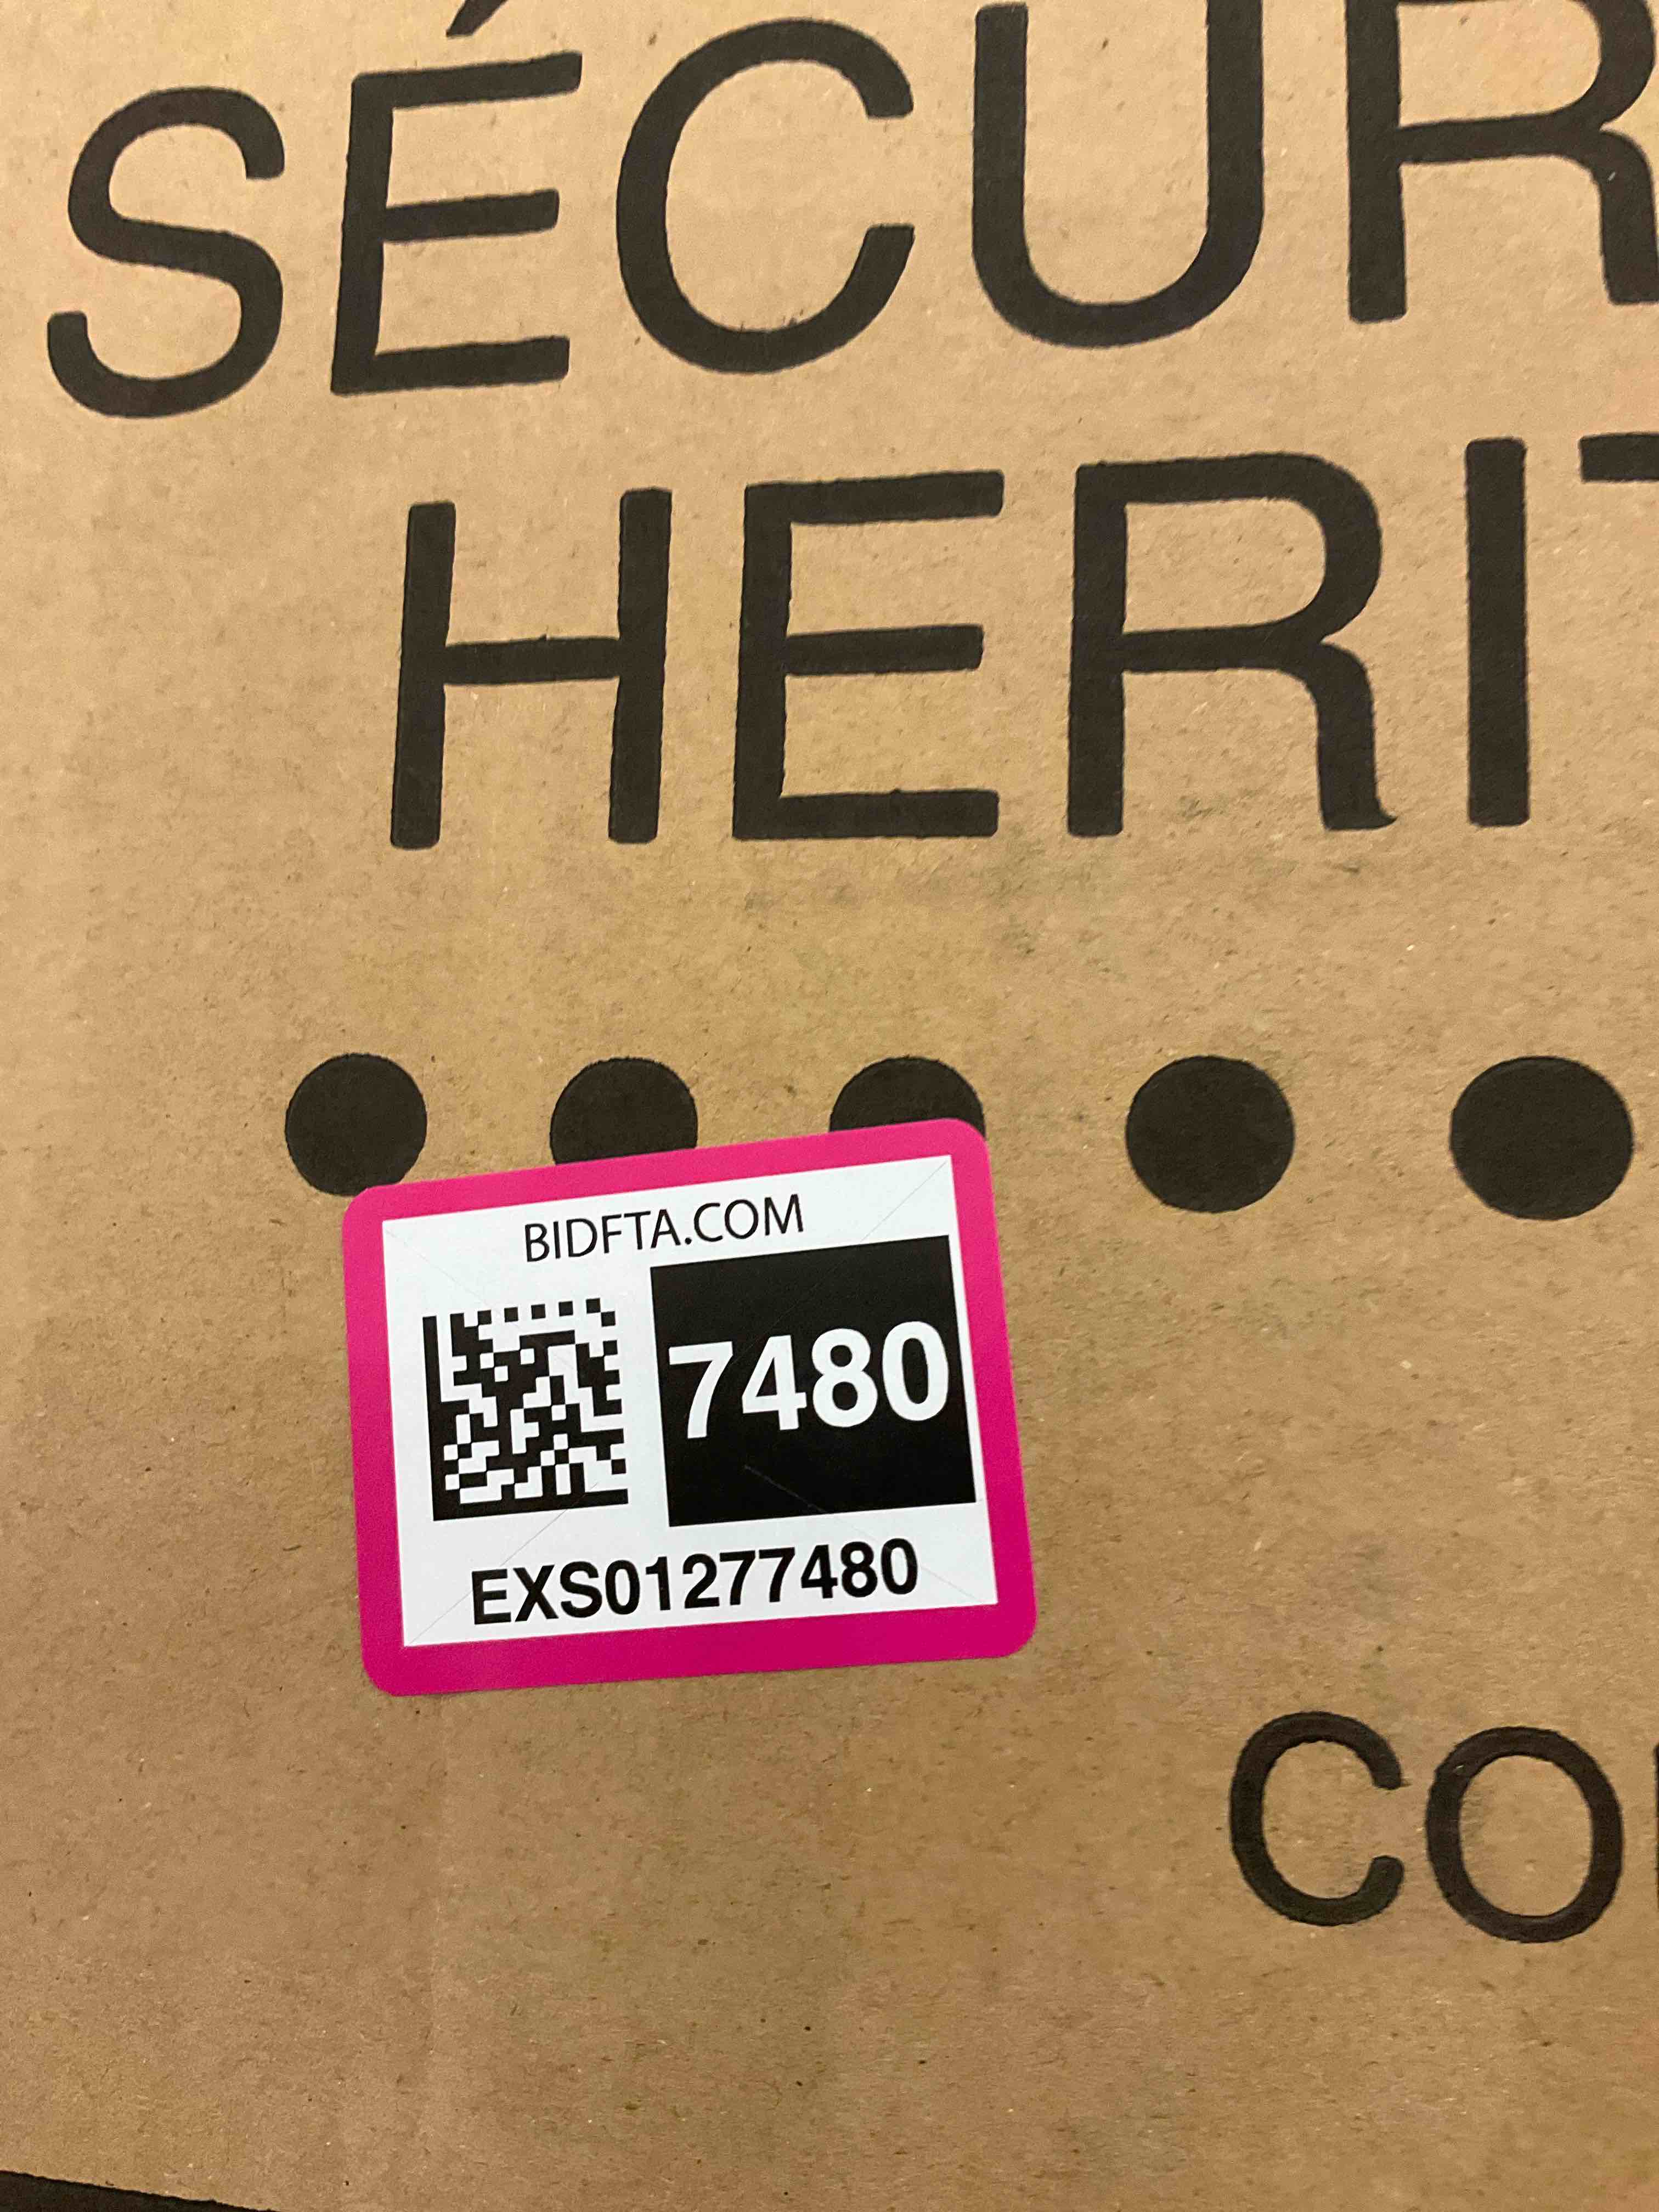 SÉCUR
HERIT
BIDFTA.COM
7480
EXS01277480
CO